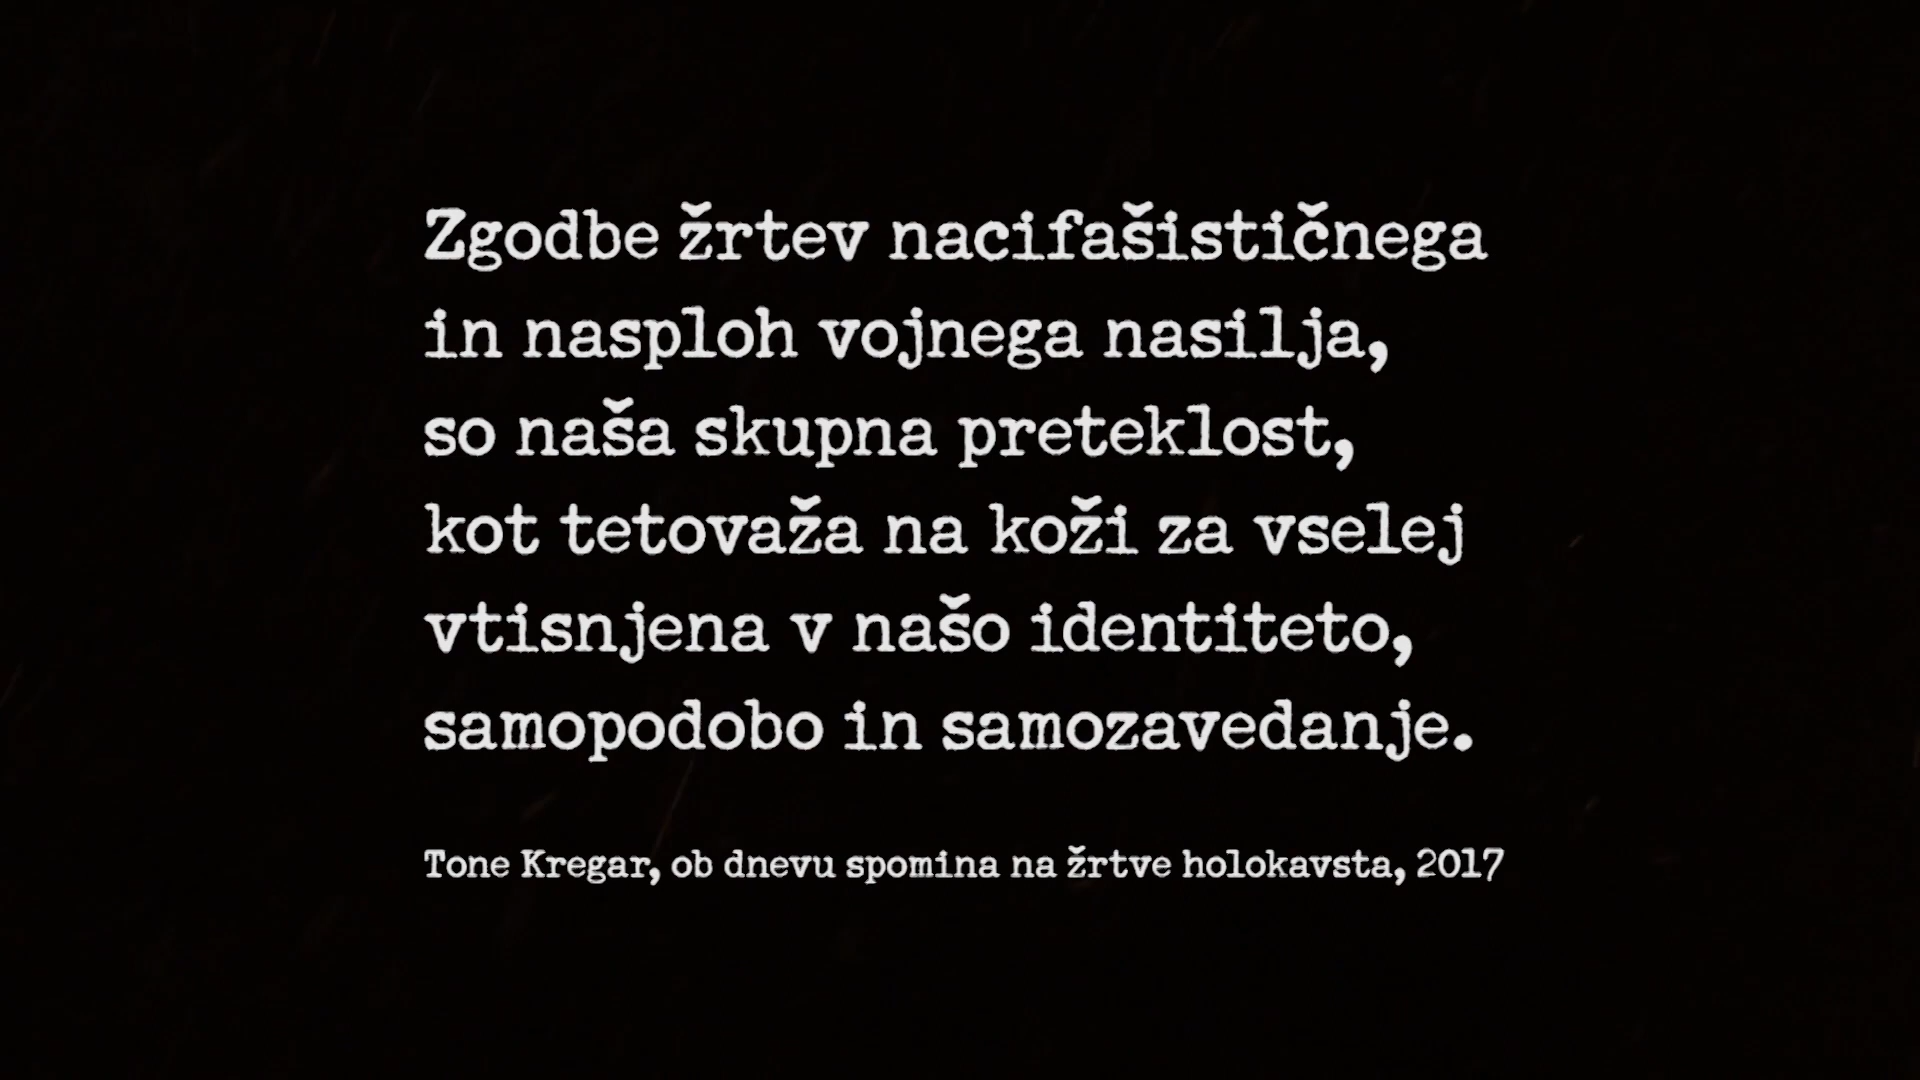 Zgodbe žrtev nacifašističnega
in nasploh vojnega nasilja,
so naša skupna preteklost,
kot tetovaža na koži za vselej
vtisnjena v našo identiteto,
samopodobo in samozavedanje.
Tone Kregar, ob dnevu spomina na žrtve holokavsta, 2017